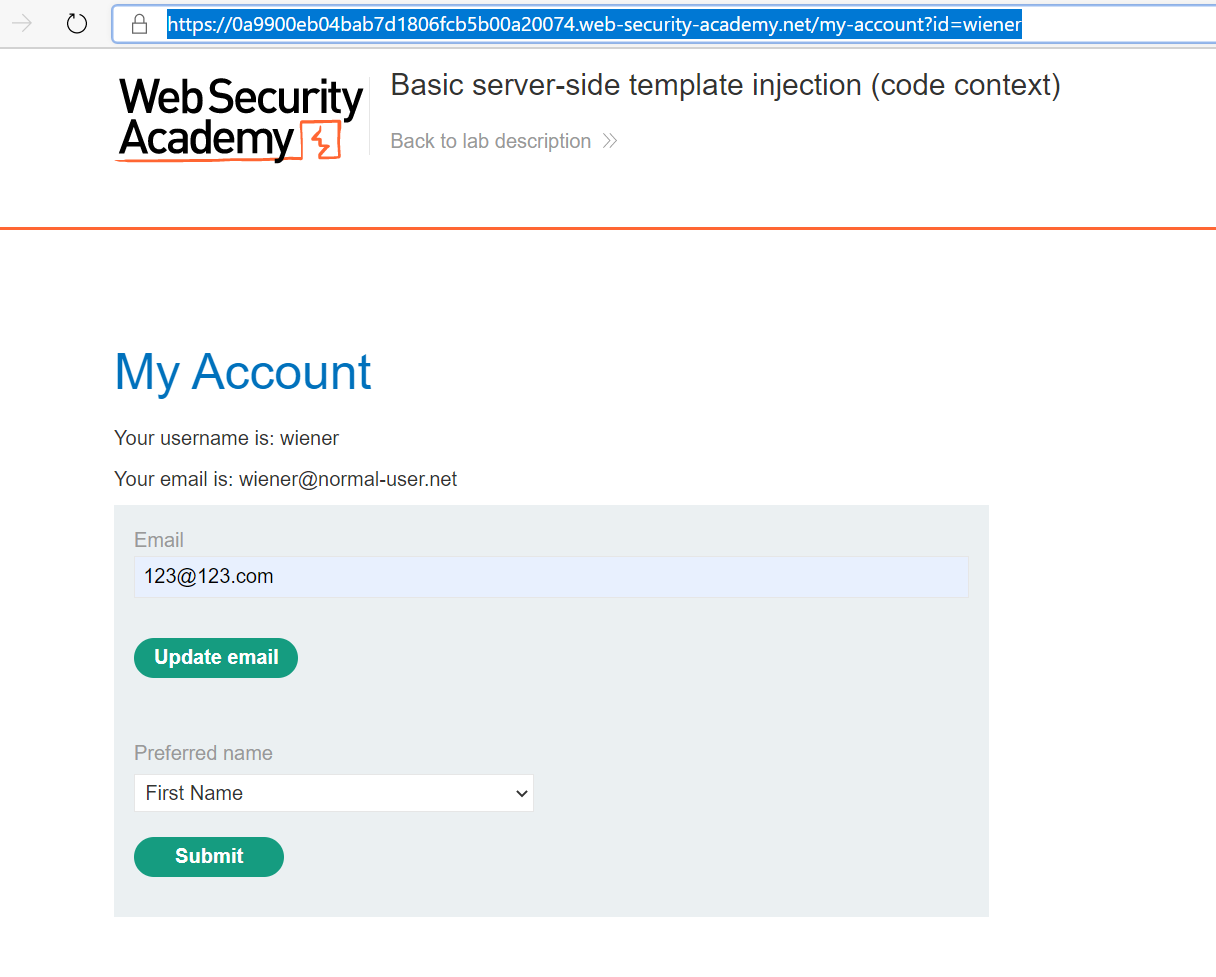 https://0a9900eb04bab7d1806fcb5b00a20074.web-security-academy.net/my-account?id=wiener
Web Security
Academy
Basic server-side template injection (code context)
Back to lab description
My Account
Your username is: wiener
Your email is: wiener@normal-user.net
Email
123@123.com
Update email
Preferred name
First Name
Submit